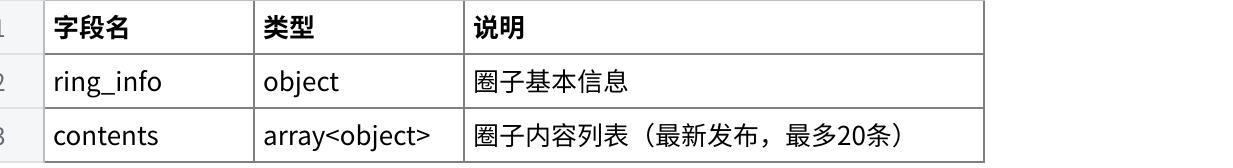 1 字段名 类型 说明
2 ring_info object 圈子基本信息
3 contents array<object> 圈子内容列表（最新发布，最多20条）